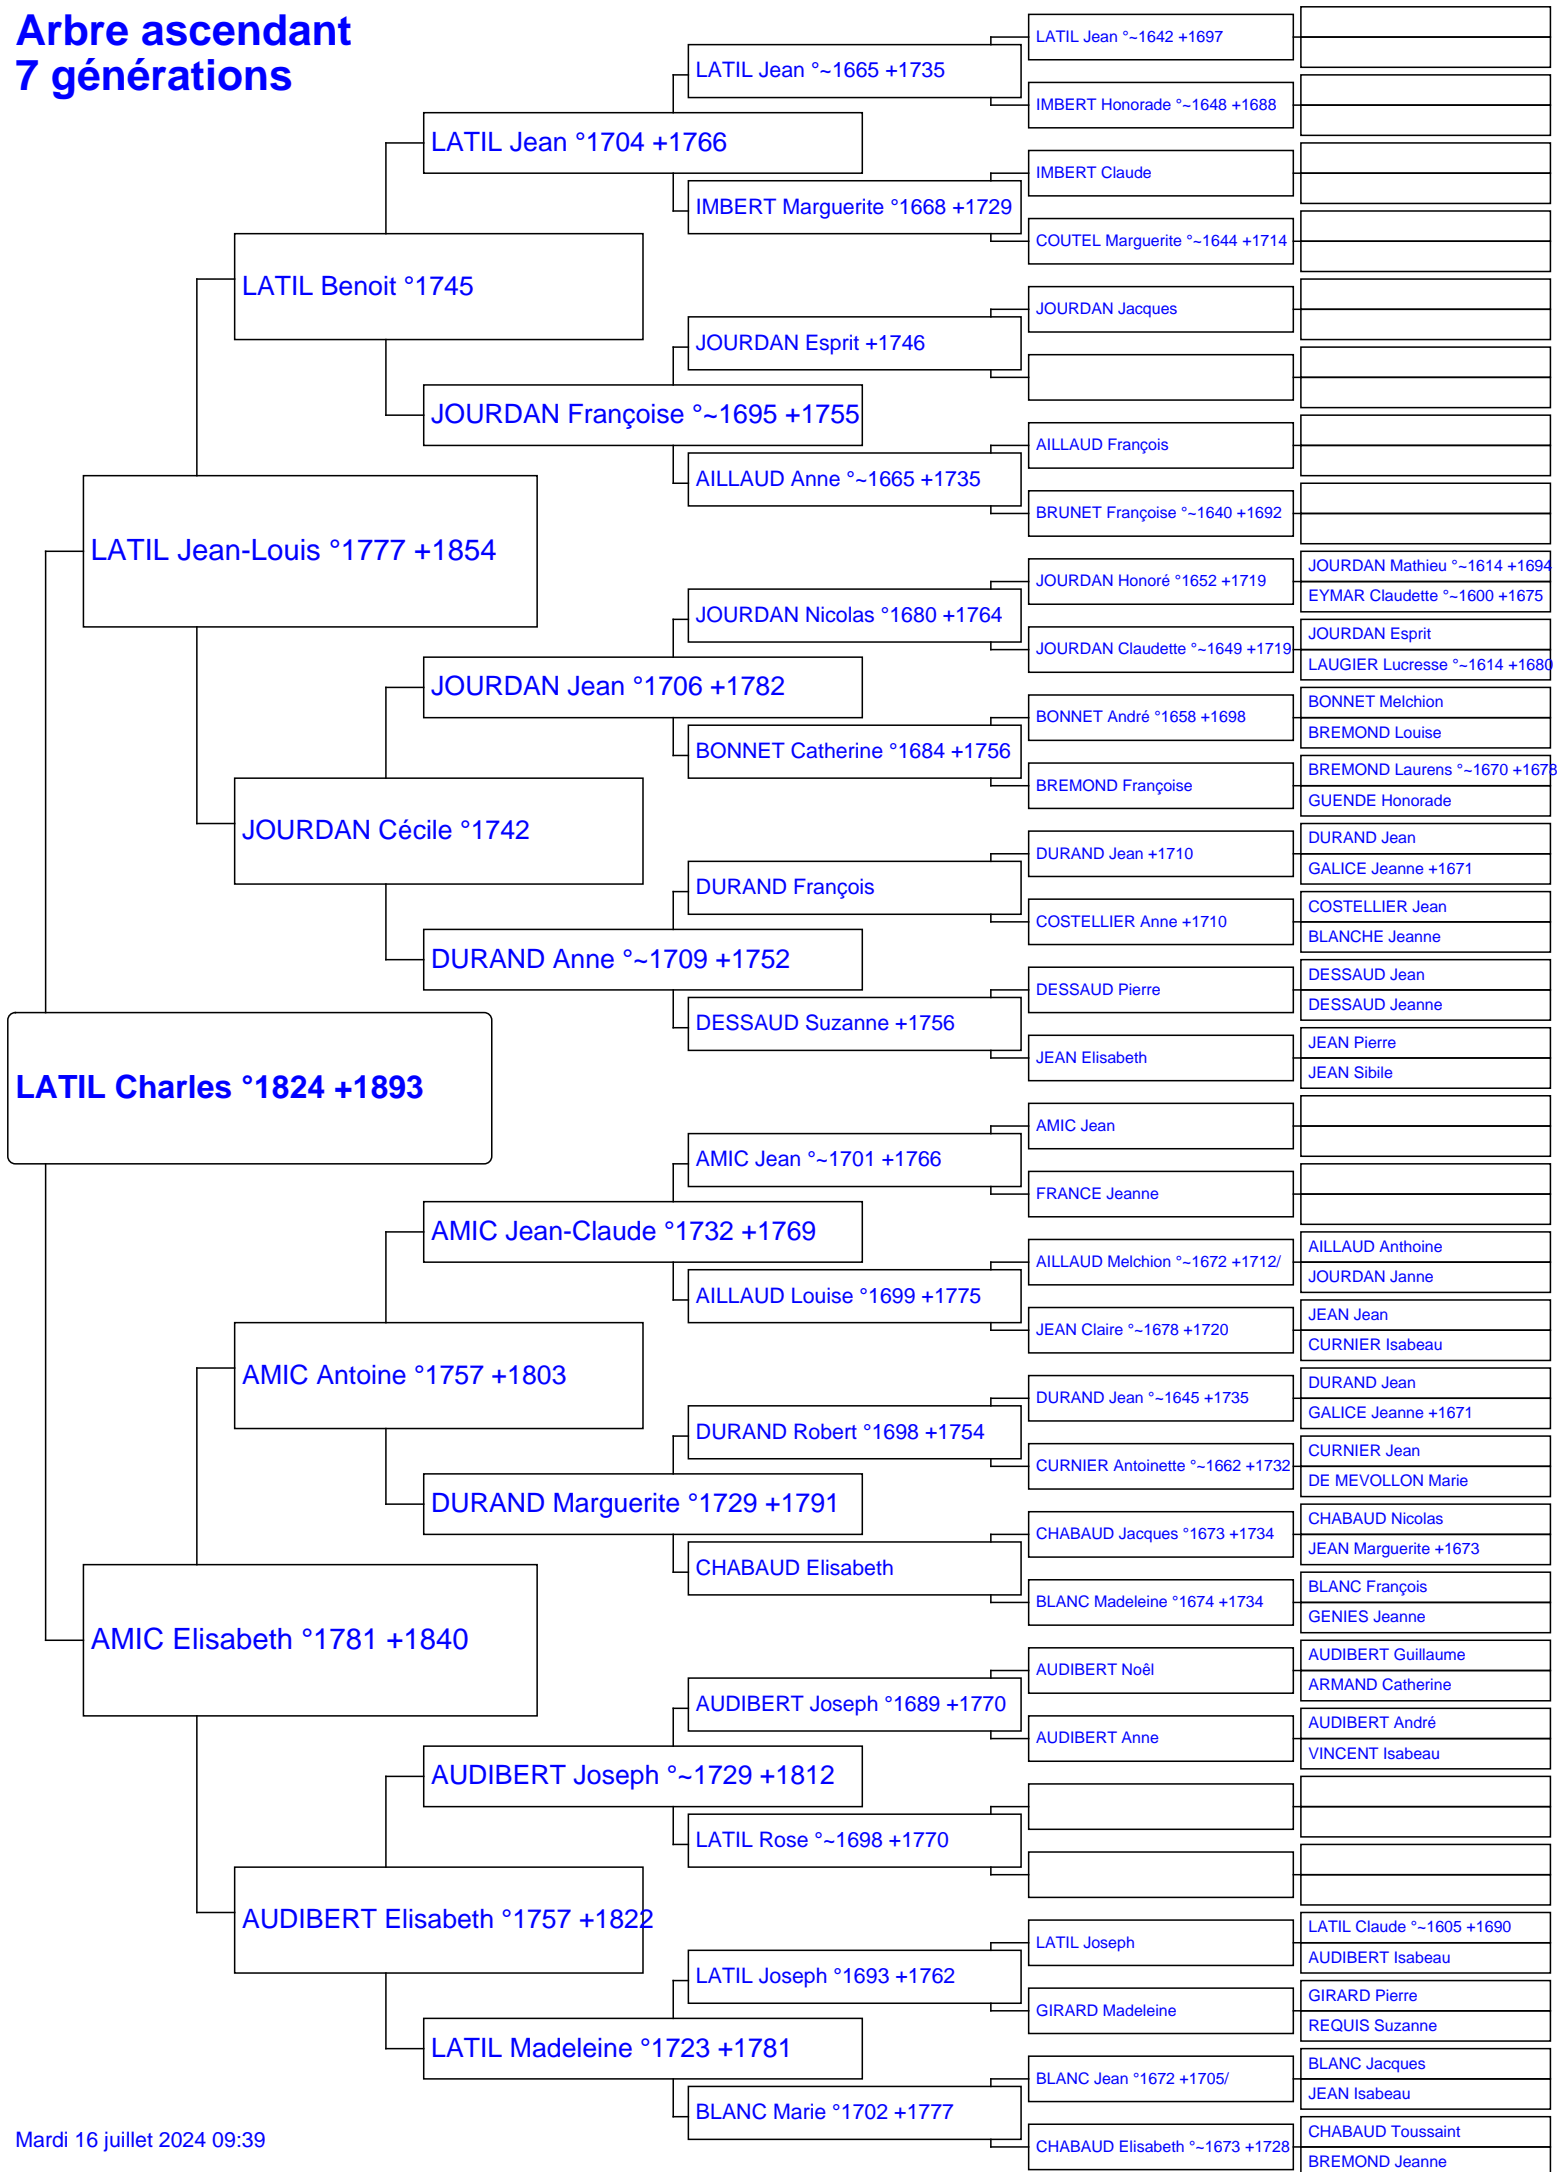 Arbre ascendant
7 générations
LATIL Charles °1824 +1893
LATIL Jean-Louis °1777 +1854
AMIC Elisabeth °1781 +1840
LATIL Benoit °1745
JOURDAN Cécile °1742
AMIC Antoine °1757 +1803
AUDIBERT Elisabeth °1757 +1822
LATIL Jean °1704 +1766
JOURDAN Françoise °~1695 +1755
JOURDAN Jean °1706 +1782
DURAND Anne °~1709 +1752
AMIC Jean-Claude °1732 +1769
DURAND Marguerite °1729 +1791
AUDIBERT Joseph °~1729 +1812
LATIL Madeleine °1723 +1781
LATIL Jean °~1665 +1735
IMBERT Marguerite °1668 +1729
JOURDAN Esprit +1746
AILLAUD Anne °~1665 +1735
JOURDAN Nicolas °1680 +1764
BONNET Catherine °1684 +1756
DURAND François
DESSAUD Suzanne +1756
AMIC Jean °~1701 +1766
AILLAUD Louise °1699 +1775
DURAND Robert °1698 +1754
CHABAUD Elisabeth
AUDIBERT Joseph °1689 +1770
LATIL Rose °~1698 +1770
LATIL Joseph °1693 +1762
BLANC Marie °1702 +1777
LATIL Jean °~1642 +1697
IMBERT Honorade °~1648 +1688
IMBERT Claude
COUTEL Marguerite °~1644 +1714
JOURDAN Jacques
AILLAUD François
BRUNET Françoise °~1640 +1692
JOURDAN Honoré °1652 +1719
JOURDAN Claudette °~1649 +1719
BONNET André °1658 +1698
BREMOND Françoise
DURAND Jean +1710
COSTELLIER Anne +1710
DESSAUD Pierre
JEAN Elisabeth
AMIC Jean
FRANCE Jeanne
AILLAUD Melchion °~1672 +1712/
JEAN Claire °~1678 +1720
DURAND Jean °~1645 +1735
CURNIER Antoinette °~1662 +1732
CHABAUD Jacques °1673 +1734
BLANC Madeleine °1674 +1734
AUDIBERT Noêl
AUDIBERT Anne
LATIL Joseph
GIRARD Madeleine
BLANC Jean °1672 +1705/
CHABAUD Elisabeth °~1673 +1728
JOURDAN Mathieu °~1614 +1694
EYMAR Claudette °~1600 +1675
JOURDAN Esprit
LAUGIER Lucresse °~1614 +1680
BONNET Melchion
BREMOND Louise
BREMOND Laurens °~1670 +1678
GUENDE Honorade
DURAND Jean
GALICE Jeanne +1671
COSTELLIER Jean
BLANCHE Jeanne
DESSAUD Jean
DESSAUD Jeanne
JEAN Pierre
JEAN Sibile
AILLAUD Anthoine
JOURDAN Janne
JEAN Jean
CURNIER Isabeau
DURAND Jean
GALICE Jeanne +1671
CURNIER Jean
DE MEVOLLON Marie
CHABAUD Nicolas
JEAN Marguerite +1673
BLANC François
GENIES Jeanne
AUDIBERT Guillaume
ARMAND Catherine
AUDIBERT André
VINCENT Isabeau
LATIL Claude °~1605 +1690
AUDIBERT Isabeau
GIRARD Pierre
REQUIS Suzanne
BLANC Jacques
JEAN Isabeau
CHABAUD Toussaint
BREMOND Jeanne
Mardi 16 juillet 2024 09:39